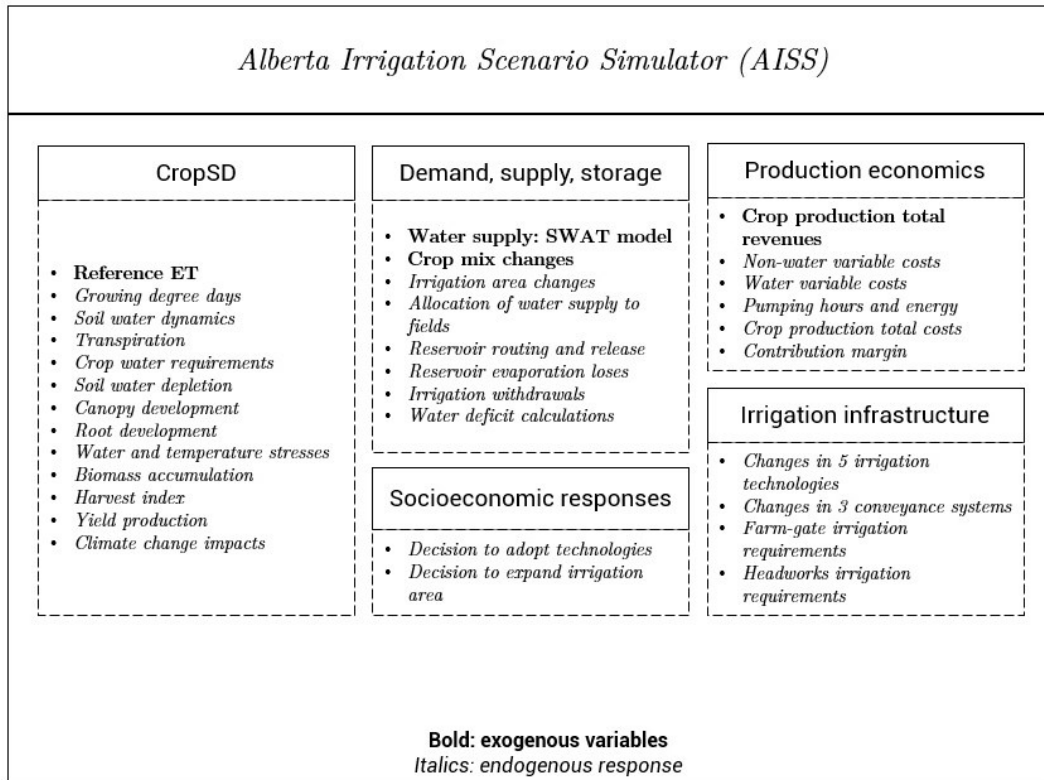 Alberta Irrigation Scenario Simulator (AISS)
CropSD
• Reference ET
• Growing degree days
• Soil water dynamics
• Transpiration
• Crop water requirements
• Soil water depletion
• Canopy development
• Root development
• Water and temperature stresses
• Biomass accumulation
• Harvest index
• Yield production
• Climate change impacts
Demand, supply, storage
• Water supply: SWAT model
• Crop mix changes
• Irrigation area changes
• Allocation of water supply to
fields
• Reservoir routing and release
• Reservoir evaporation loses
• Irrigation withdrawals
• Water deficit calculations
Socioeconomic responses
• Decision to adopt technologies
• Decision to expand irrigation
area
Production economics
• Crop production total
revenues
• Non-water variable costs
• Water variable costs
• Pumping hours and energy
• Crop production total costs
• Contribution margin
Irrigation infrastructure
• Changes in 5 irrigation
technologies
• Changes in 3 conveyance systems
• Farm-gate irrigation
requirements
• Headworks irrigation
requirements
Bold: exogenous variables
Italics: endogenous response